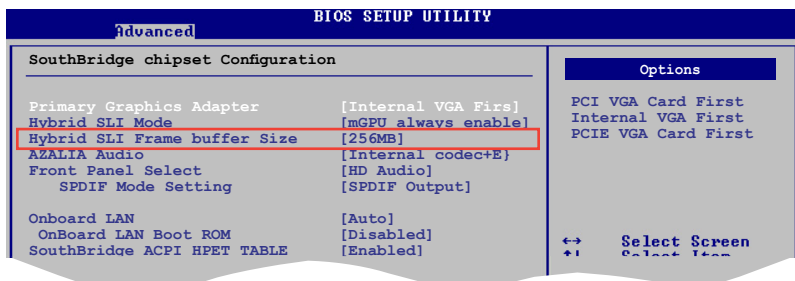 BIOS SETUP UTILITY
Advanced
SouthBridge chipset Configuration
Primary Graphics Adapter [Internal VGA Firs]
Hybrid SLI Mode [mGPU always enable]
Hybrid SLI Frame buffer Size [256MB]
AZALIA Audio [Internal codec+E}
Front Panel Select [HD Audio]
SPDIF Mode Setting [SPDIF Output]
Onboard LAN [Auto]
OnBoard LAN Boot ROM [Disabled]
SouthBridge ACPI HPET TABLE [Enabled]
Options
PCI VGA Card First
Internal VGA First
PCIE VGA Card First
↔ Select Screen
↑↓ Select Item